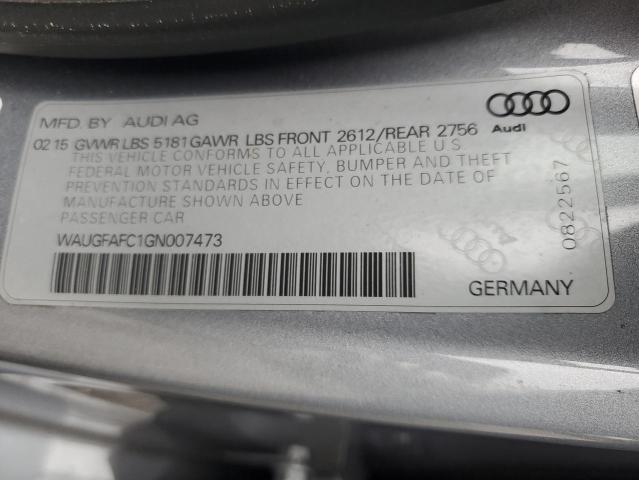 MFD. BY AUDI AG
02 15 GVWR LBS 5181 GAWR LBS FRONT 2612/REAR 2756
THIS VEHICLE CONFORMS TO ALL APPLICABLE U.S.
FEDERAL MOTOR VEHICLE SAFETY, BUMPER AND THEFT
PREVENTION STANDARDS IN EFFECT ON THE DATE OF
MANUFACTURE SHOWN ABOVE
PASSENGER CAR
WAUGFAFC1GN007473
Audi
0822567
GERMANY